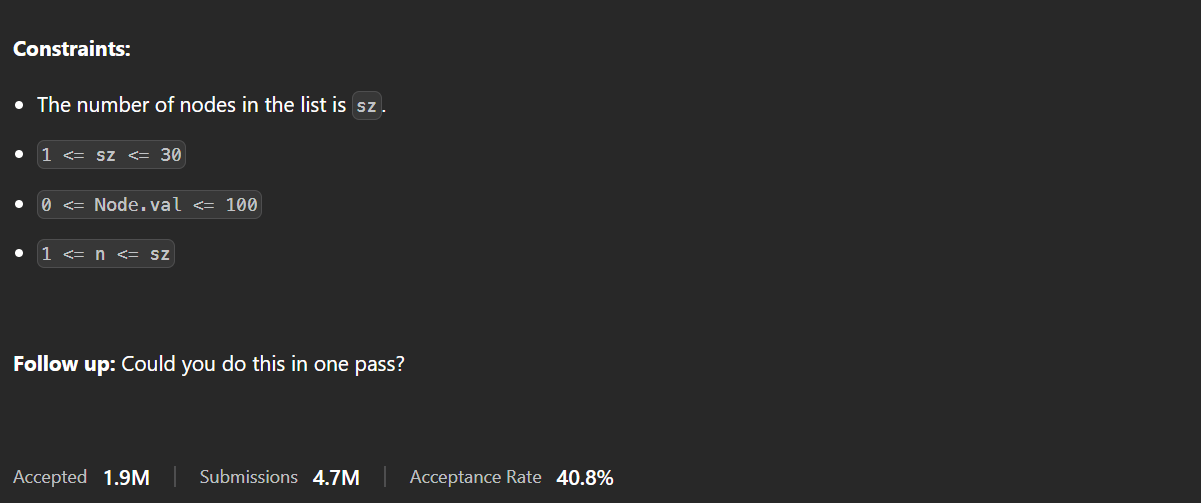 Constraints:
• The number of nodes in the list is sz.
• 1 <= sz <= 30
• 0 <= Node.val <= 100
• 1 <= n <= sz
Follow up: Could you do this in one pass?
Accepted 1.9M | Submissions 4.7M | Acceptance Rate 40.8%